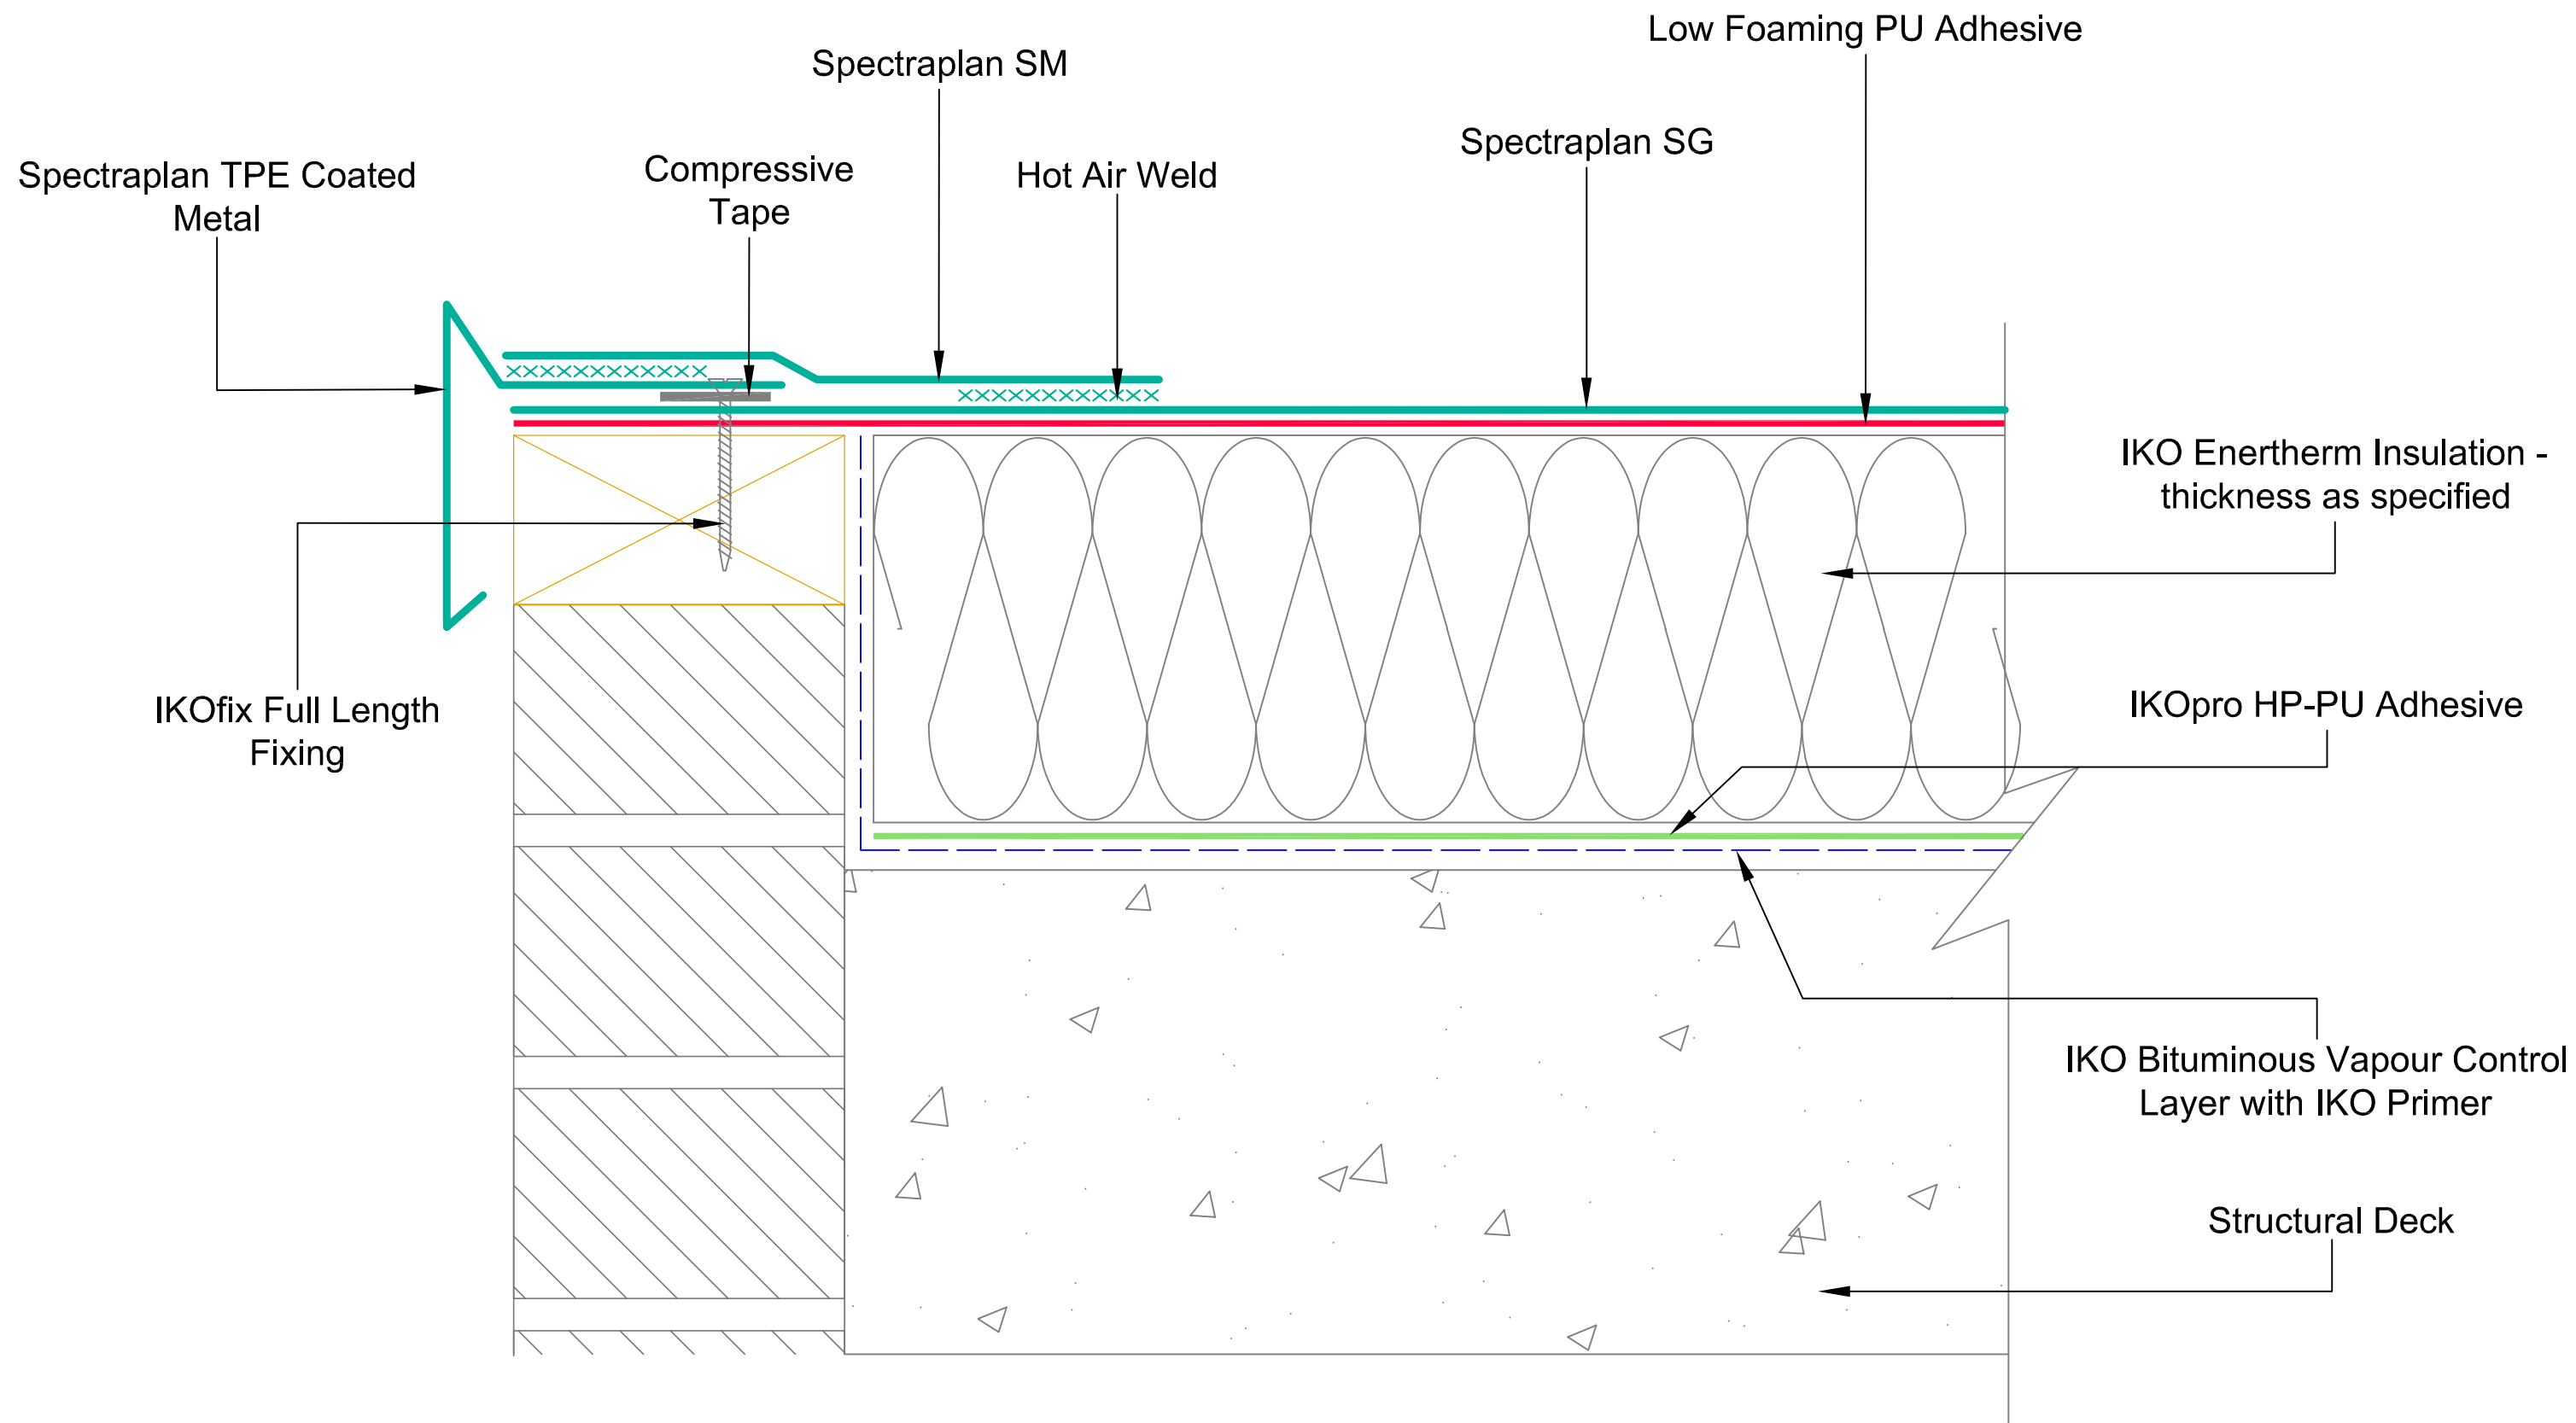 Low Foaming PU Adhesive
Spectraplan SM
Spectraplan SG
Compressive
Tape
Hot Air Weld
Spectraplan TPE Coated
Metal
IKO Enertherm Insulation -
thickness as specified
IKOfix Full Length
Fixing
IKOpro HP-PU Adhesive
IKO Bituminous Vapour Control
Layer with IKO Primer
Structural Deck